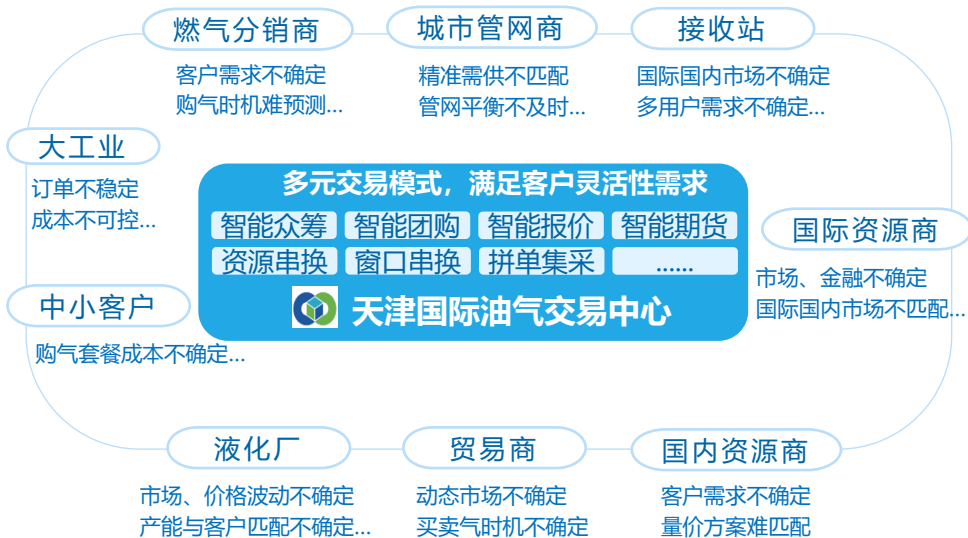 燃气分销商
客户需求不确定
购气时机难预测...
城市管网商
精准需供不匹配
管网平衡不及时...
接收站
国际国内市场不确定
多用户需求不确定...
大工业
订单不稳定
成本不可控...
多元交易模式，满足客户灵活性需求
智能众筹 智能团购 智能报价 智能期货
资源串换 窗口串换 拼单集采 ......
天津国际油气交易中心
国际资源商
市场、金融不确定
国际国内市场不匹配...
中小客户
购气套餐成本不确定...
液化厂
市场、价格波动不确定
产能与客户匹配不确定...
贸易商
动态市场不确定
买卖气时机不确定
国内资源商
客户需求不确定
量价方案难匹配